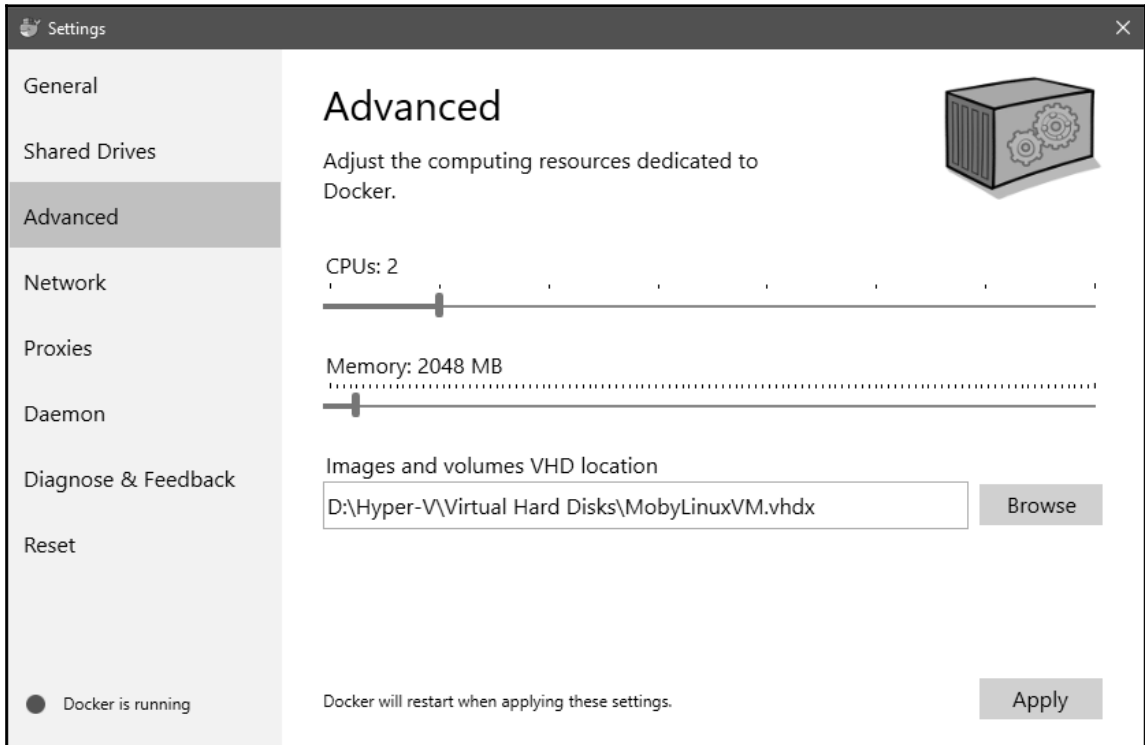 Settings
General
Shared Drives
Advanced
Network
Proxies
Daemon
Diagnose & Feedback
Reset
Docker is running
Advanced
Adjust the computing resources dedicated to
Docker.
CPUs: 2
Memory: 2048 MB
Images and volumes VHD location
D:\Hyper-V\Virtual Hard Disks\MobyLinuxVM.vhdx
Browse
Docker will restart when applying these settings.
Apply